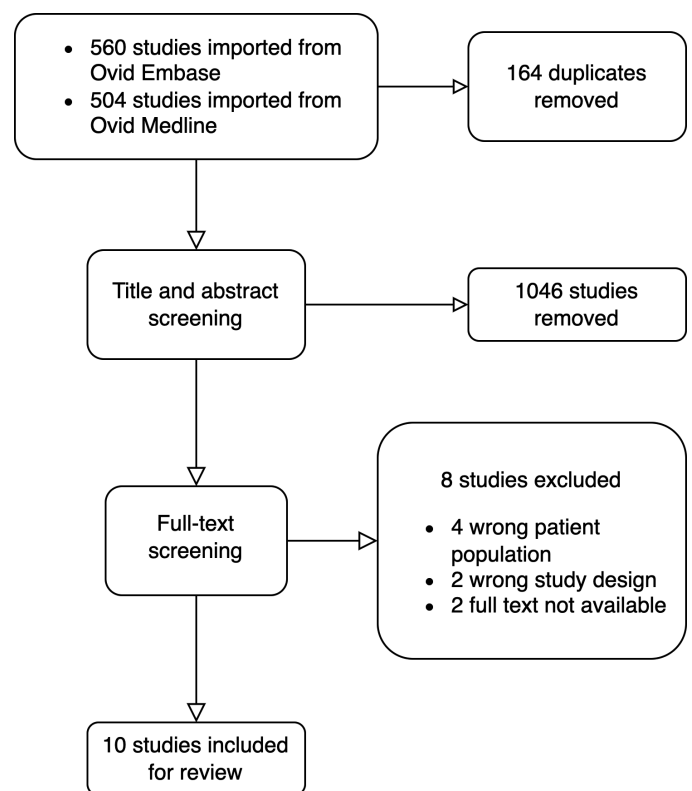 • 560 studies imported from
Ovid Embase
• 504 studies imported from
Ovid Medline
164 duplicates
removed
Title and abstract
screening
1046 studies
removed
Full-text
screening
8 studies excluded
• 4 wrong patient
population
• 2 wrong study design
• 2 full text not available
10 studies included
for review